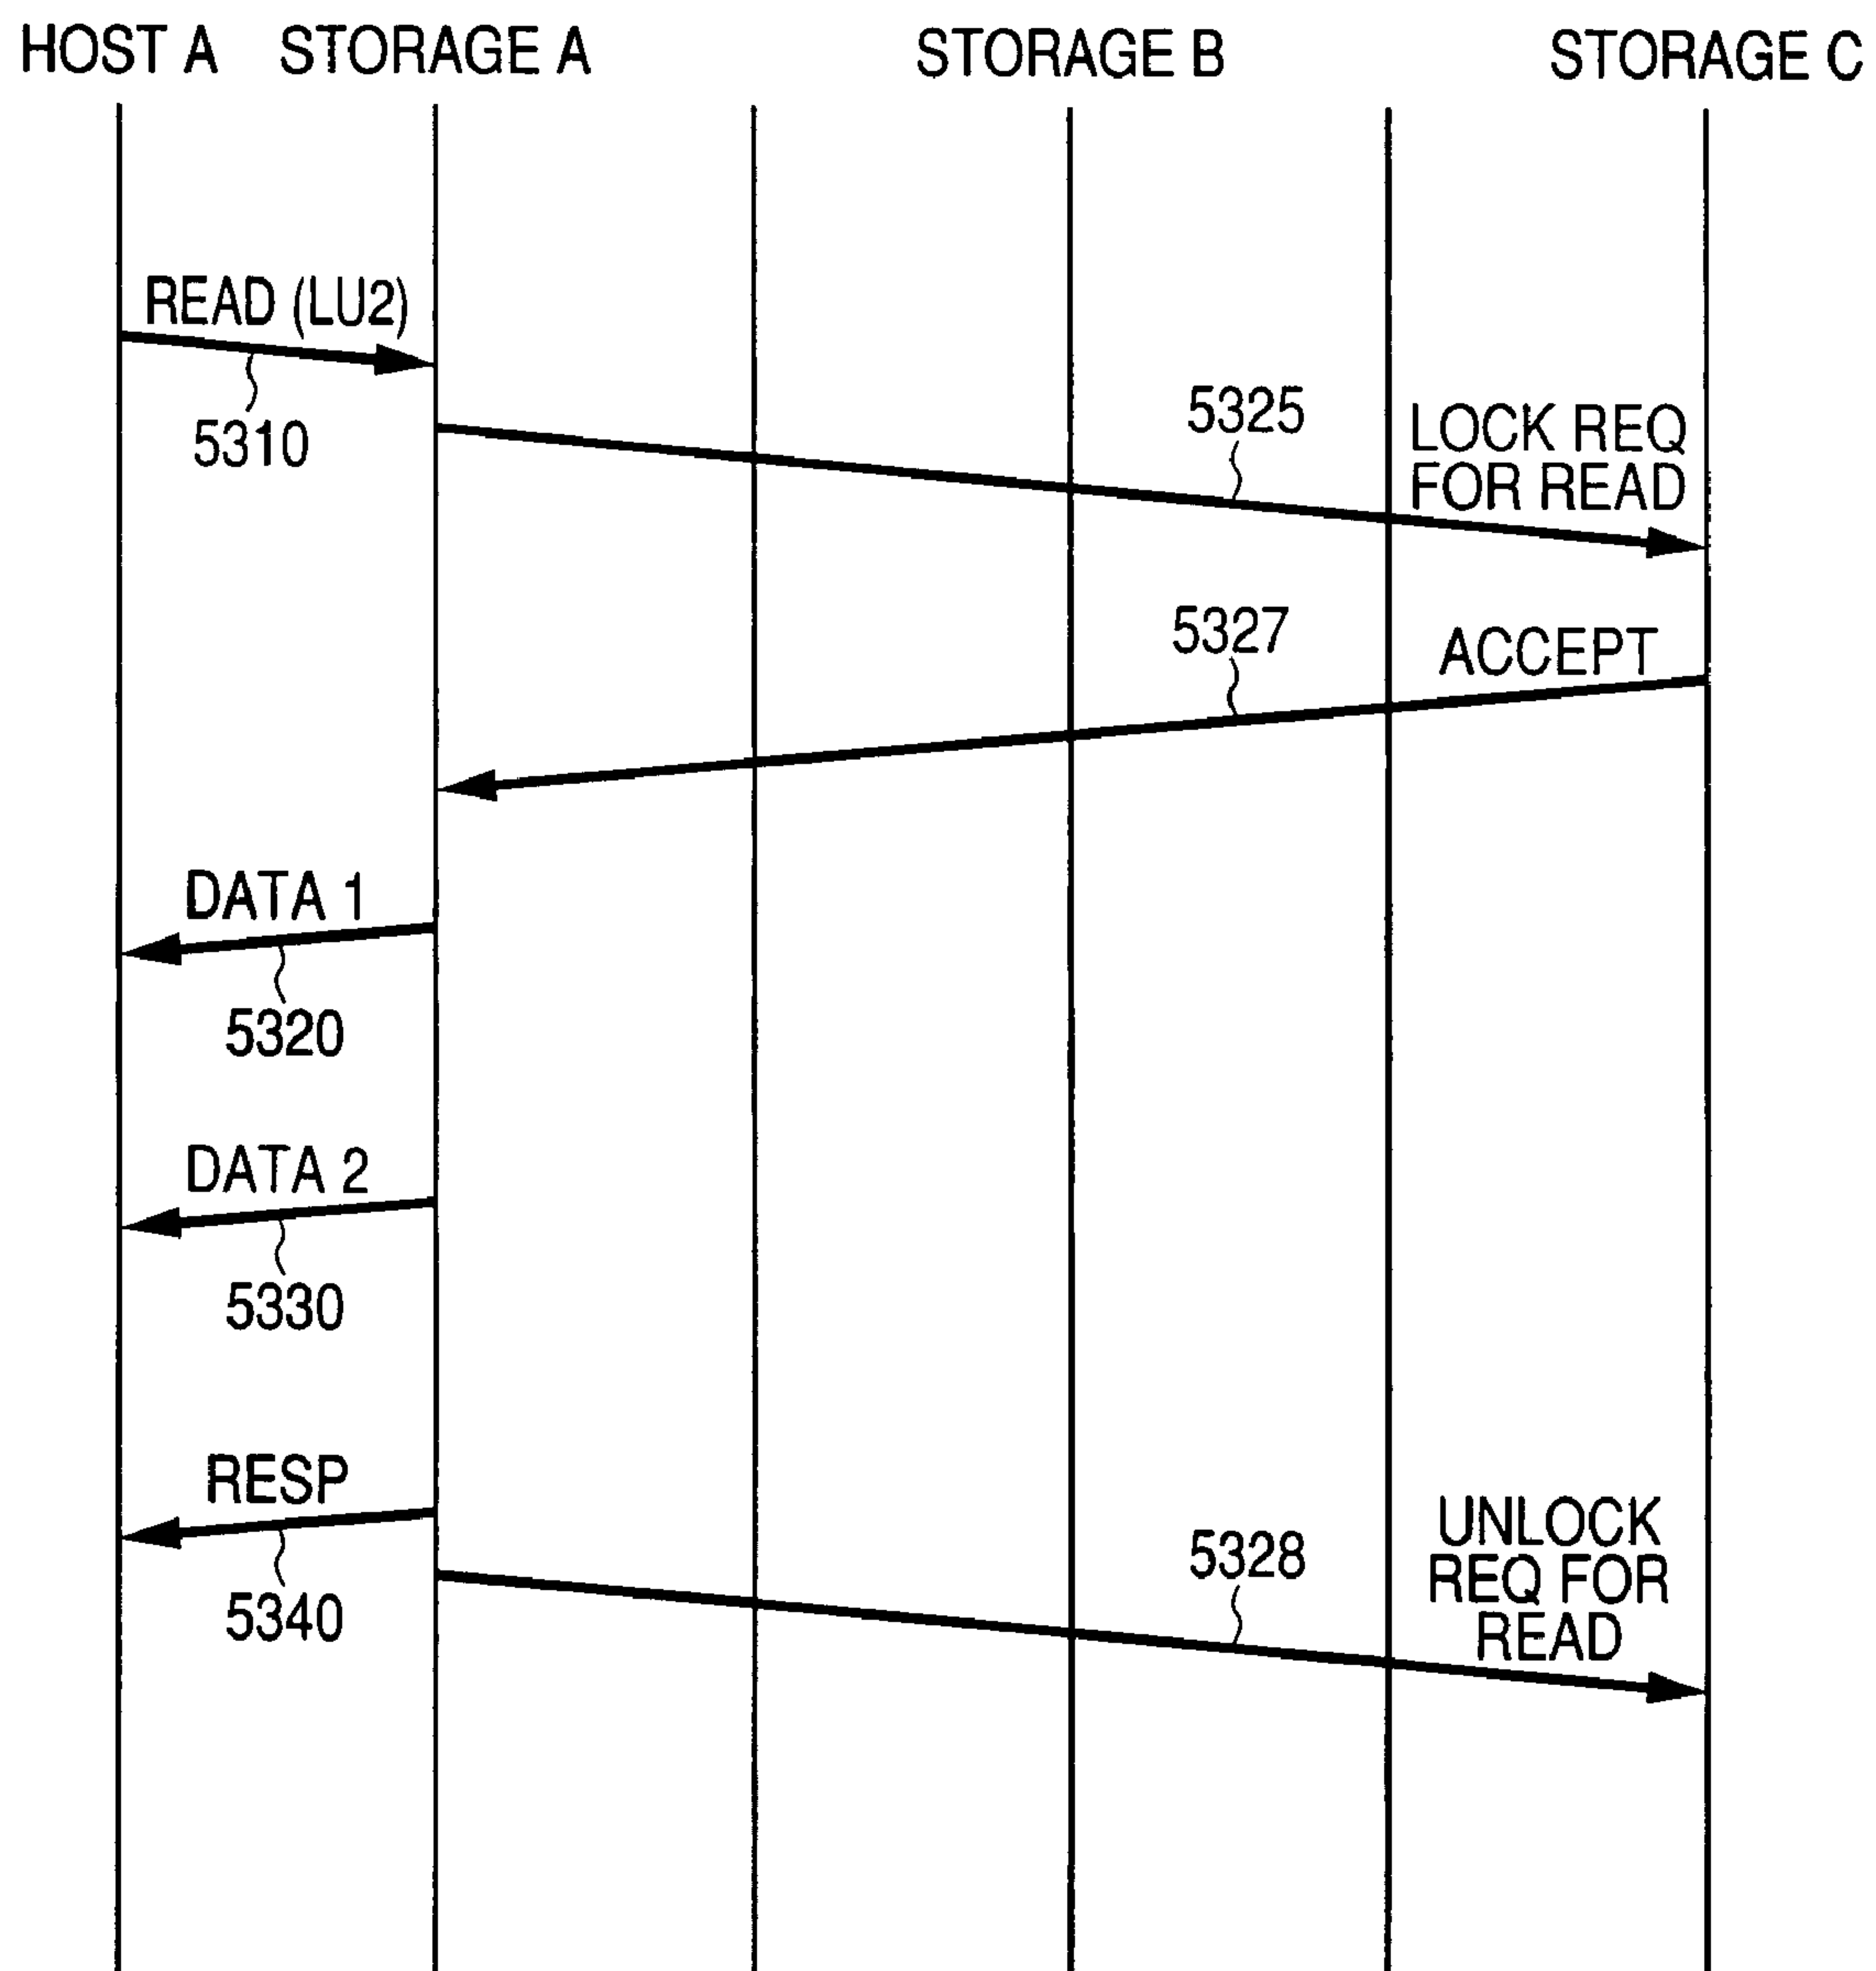 HOST A STORAGE A STORAGE B STORAGE C
READ (LU2)
5310
5325
LOCK REQ
FOR READ
5327
ACCEPT
DATA 1
5320
DATA 2
5330
RESP
5340
5328
UNLOCK
REQ FOR
READ